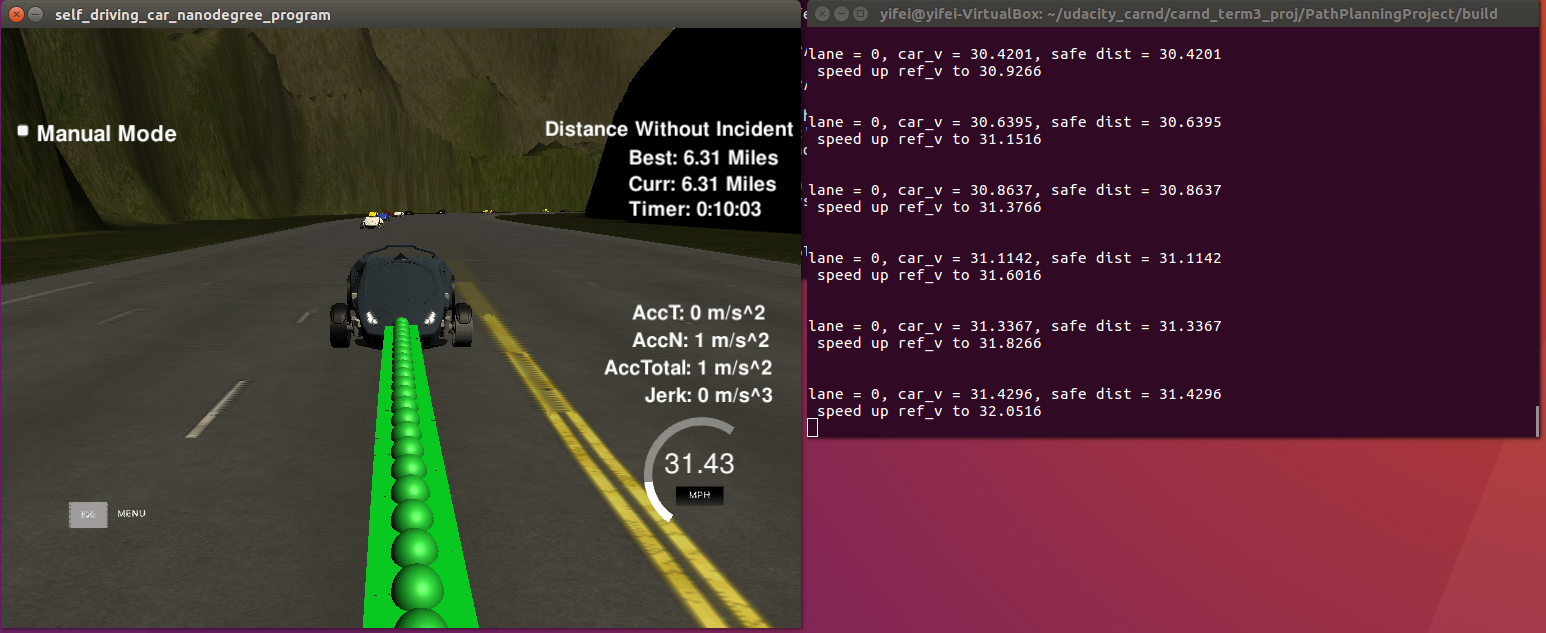 self_driving_car_nanodegree_program
Manual Mode
Distance Without Incident
Best: 6.31 Miles
Curr: 6.31 Miles
Timer: 0:10:03
AccT: 0 m/s^2
AccN: 1 m/s^2
AccTotal: 1 m/s^2
Jerk: 0 m/s^3
31.43
MPH
Esc MENU
yifei@yifei-VirtualBox: ~/udacity_carnd/carnd_term3_proj/PathPlanningProject/build
lane = 0, car_v = 30.4201, safe dist = 30.4201
speed up ref_v to 30.9266
lane = 0, car_v = 30.6395, safe dist = 30.6395
speed up ref_v to 31.1516
lane = 0, car_v = 30.8637, safe dist = 30.8637
speed up ref_v to 31.3766
lane = 0, car_v = 31.1142, safe dist = 31.1142
speed up ref_v to 31.6016
lane = 0, car_v = 31.3367, safe dist = 31.3367
speed up ref_v to 31.8266
lane = 0, car_v = 31.4296, safe dist = 31.4296
speed up ref_v to 32.0516